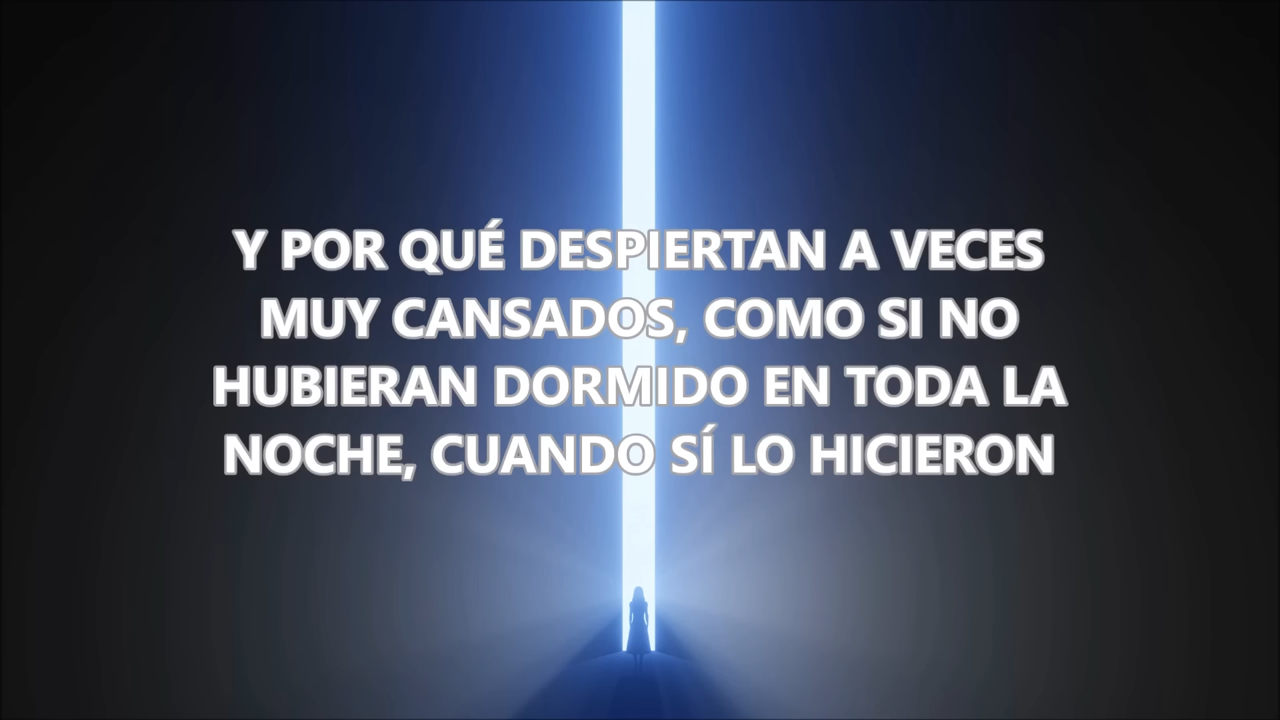 Y POR QUÉ DESPIERTAN A VECES
MUY CANSADOS, COMO SI NO
HUBIERAN DORMIDO EN TODA LA
NOCHE, CUANDO SÍ LO HICIERON